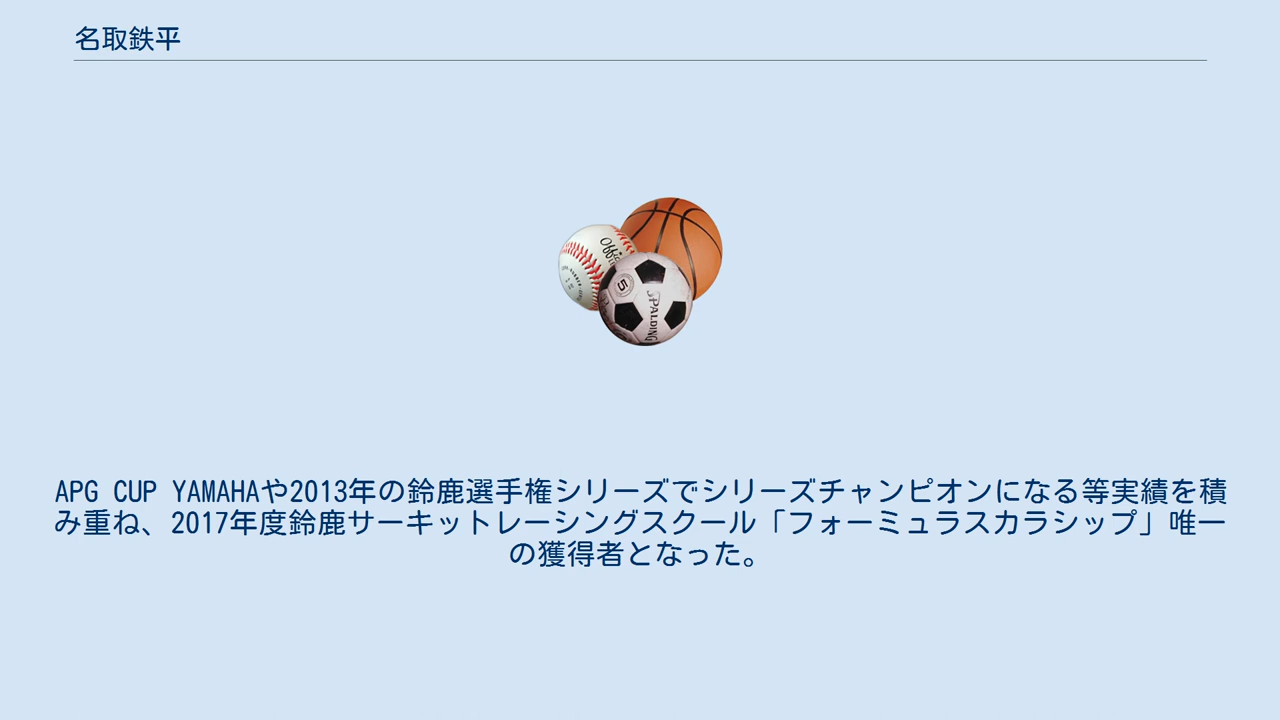 名取鉄平
Offic
5
SPALDING
APG CUP YAMAHAや2013年の鈴鹿選手権シリーズでシリーズチャンピオンになる等実績を積
み重ね、2017年度鈴鹿サーキットレーシングスクール「フォーミュラスカラシップ」唯一
の獲得者となった。